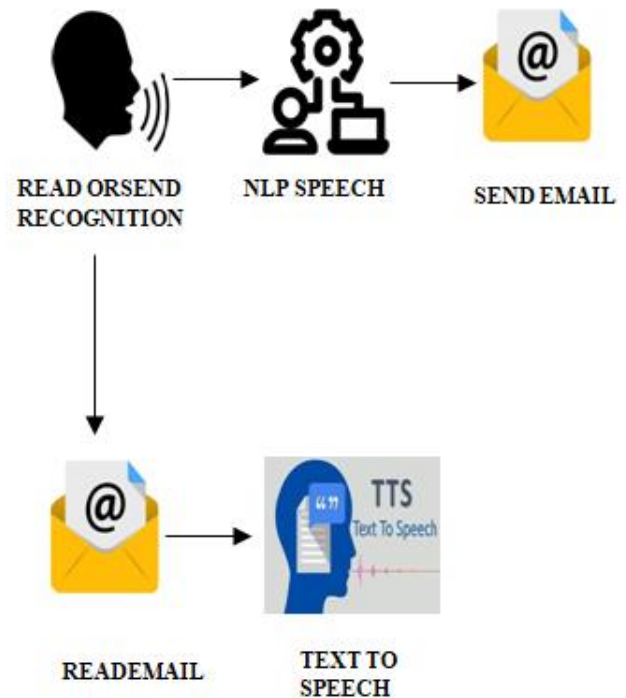 READ ORSEND
RECOGNITION
NLP SPEECH
SEND EMAIL
@
@
READEMAIL
“ ”
TTS
Text To Speech
TEXT TO
SPEECH